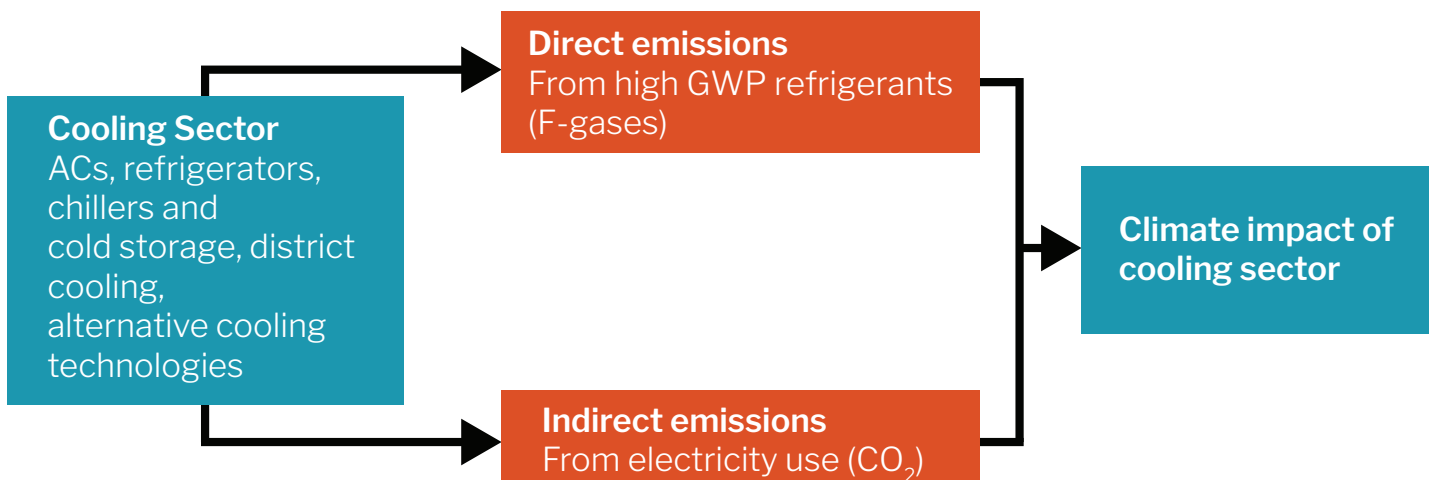 Cooling Sector
ACs, refrigerators,
chillers and
cold storage, district
cooling,
alternative cooling
technologies
Direct emissions
From high GWP refrigerants
(F-gases)
Indirect emissions
From electricity use (CO₂)
Climate impact of
cooling sector